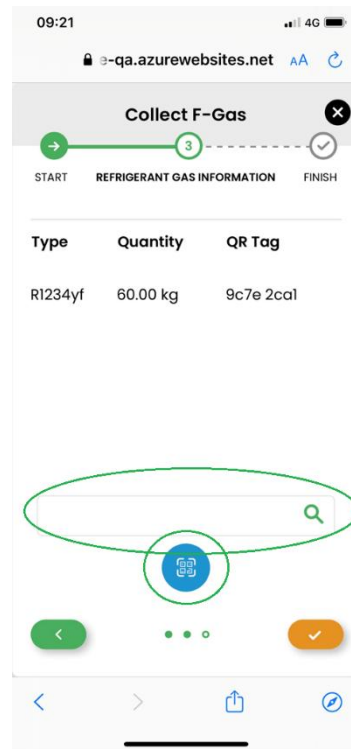 09:21
4G
e-qa.azurewebsites.net AA
Collect F-Gas
3
START REFRIGERANT GAS INFORMATION FINISH
Type Quantity QR Tag
R1234yf 60.00 kg 9c7e 2ca1